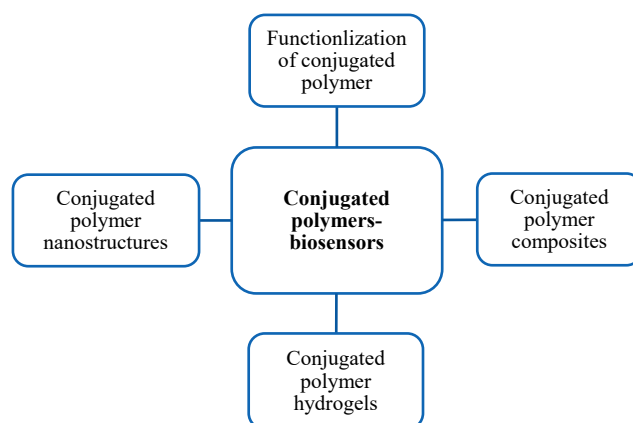 Functionlization
of conjugated
polymer
Conjugated
polymer
nanostructures
Conjugated
polymers-
biosensors
Conjugated
polymer
composites
Conjugated
polymer
hydrogels